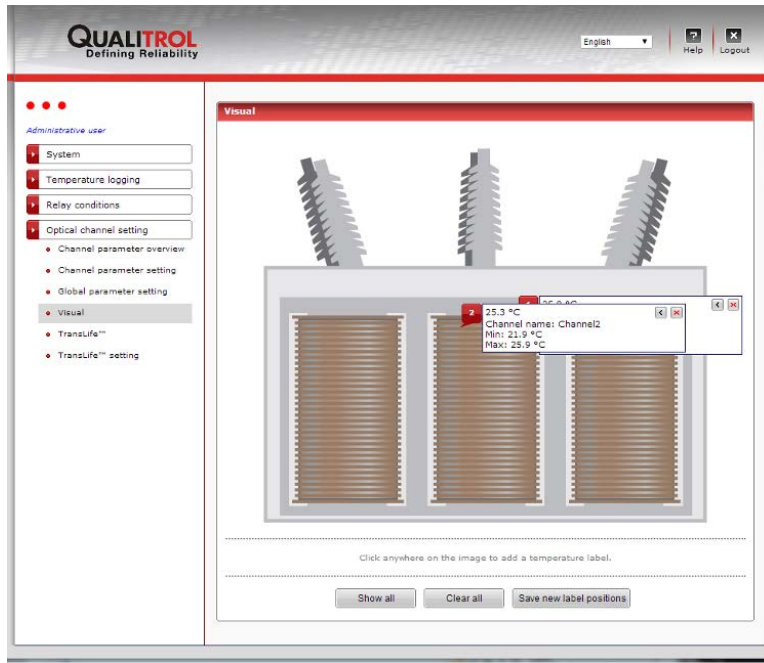 QUALITROL
Defining Reliability
English
?
Help
X
Logout
Administrative user
System
Temperature logging
Relay conditions
Optical channel setting
Channel parameter overview
Channel parameter setting
Global parameter setting
Visual
TransLife™
TransLife™ setting
Visual
2
25.3 °C
Channel name: Channel2
Min: 21.9 °C
Max: 25.9 °C
Click anywhere on the image to add a temperature label.
Show all
Clear all
Save new label positions